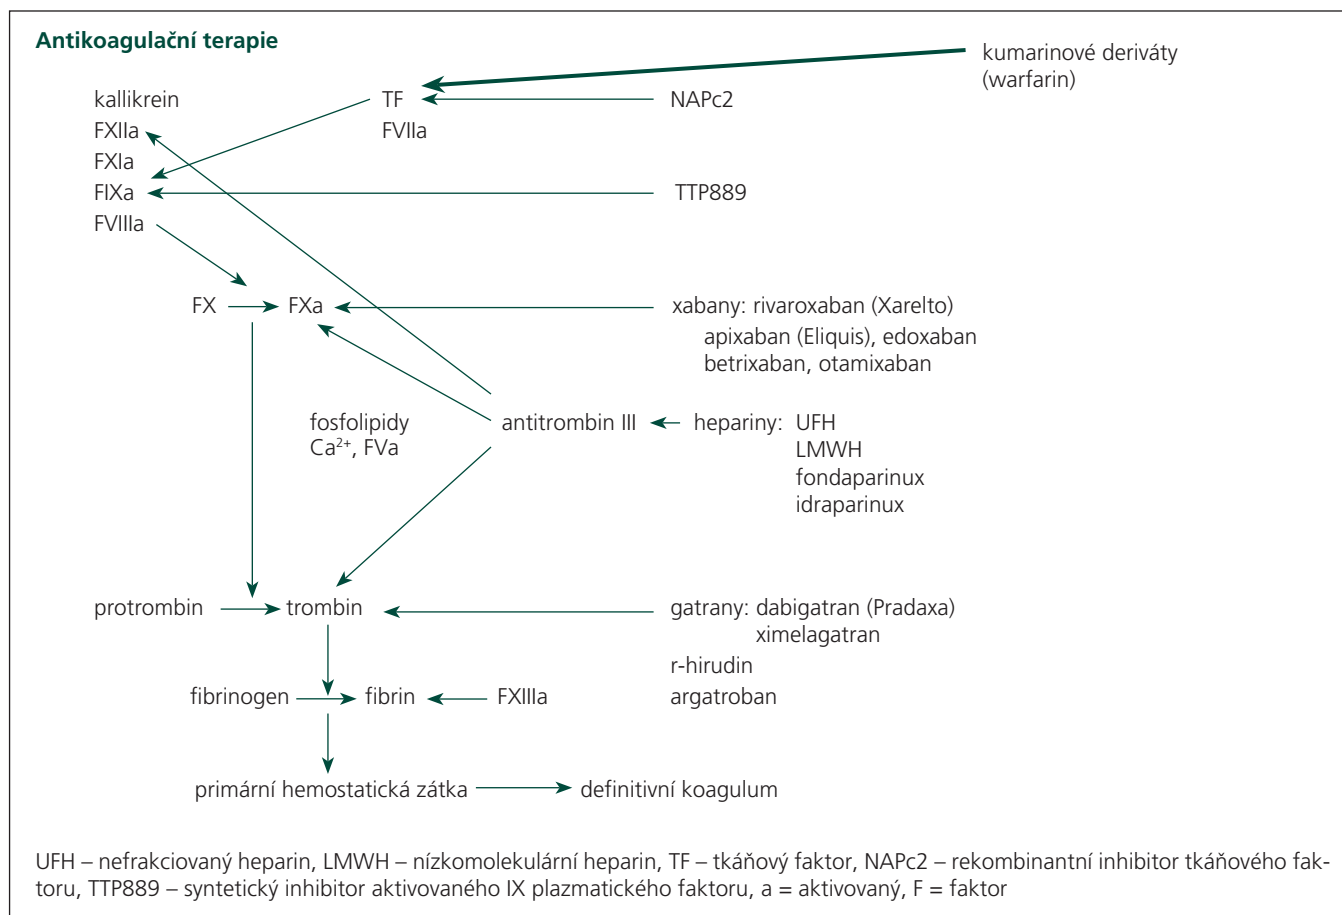 Antikoagulační terapie
kumarinové deriváty
(warfarin)
kallikrein
TF
NAPc2
FXIIa
FVIIa
FXIa
FIXa
TTP889
FVIIIa
FX
FXa
xabany: rivaroxaban (Xarelto)
apixaban (Eliquis), edoxaban
betrixaban, otamixaban
fosfolipidy
Ca²⁺, FVa
antitrombin III
hepariny: UFH
LMWH
fondaparinux
idraparinux
protrombin
trombin
gatrany: dabigatran (Pradaxa)
ximelagatran
r-hirudin
argatroban
fibrinogen
fibrin
FXIIIa
primární hemostatická zátka
definitivní koagulum
UFH – nefrakciovaný heparin, LMWH – nízkomolekulární heparin, TF – tkáňový faktor, NAPc2 – rekombinantní inhibitor tkáňového fak-
toru, TTP889 – syntetický inhibitor aktivovaného IX plazmatického faktoru, a = aktivovaný, F = faktor